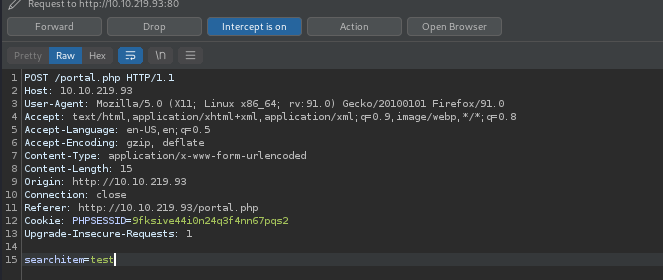 Request to http://10.10.219.93:80
Forward Drop Intercept is on Action Open Browser
Pretty Raw Hex \n
1 POST /portal.php HTTP/1.1
2 Host: 10.10.219.93
3 User-Agent: Mozilla/5.0 (X11; Linux x86_64; rv:91.0) Gecko/20100101 Firefox/91.0
4 Accept: text/html,application/xhtml+xml,application/xml;q=0.9,image/webp,*/*;q=0.8
5 Accept-Language: en-US,en;q=0.5
6 Accept-Encoding: gzip, deflate
7 Content-Type: application/x-www-form-urlencoded
8 Content-Length: 15
9 Origin: http://10.10.219.93
10 Connection: close
11 Referer: http://10.10.219.93/portal.php
12 Cookie: PHPSESSID=9fksive44i0n24q3f4nn67pqs2
13 Upgrade-Insecure-Requests: 1
14
15 searchitem=test